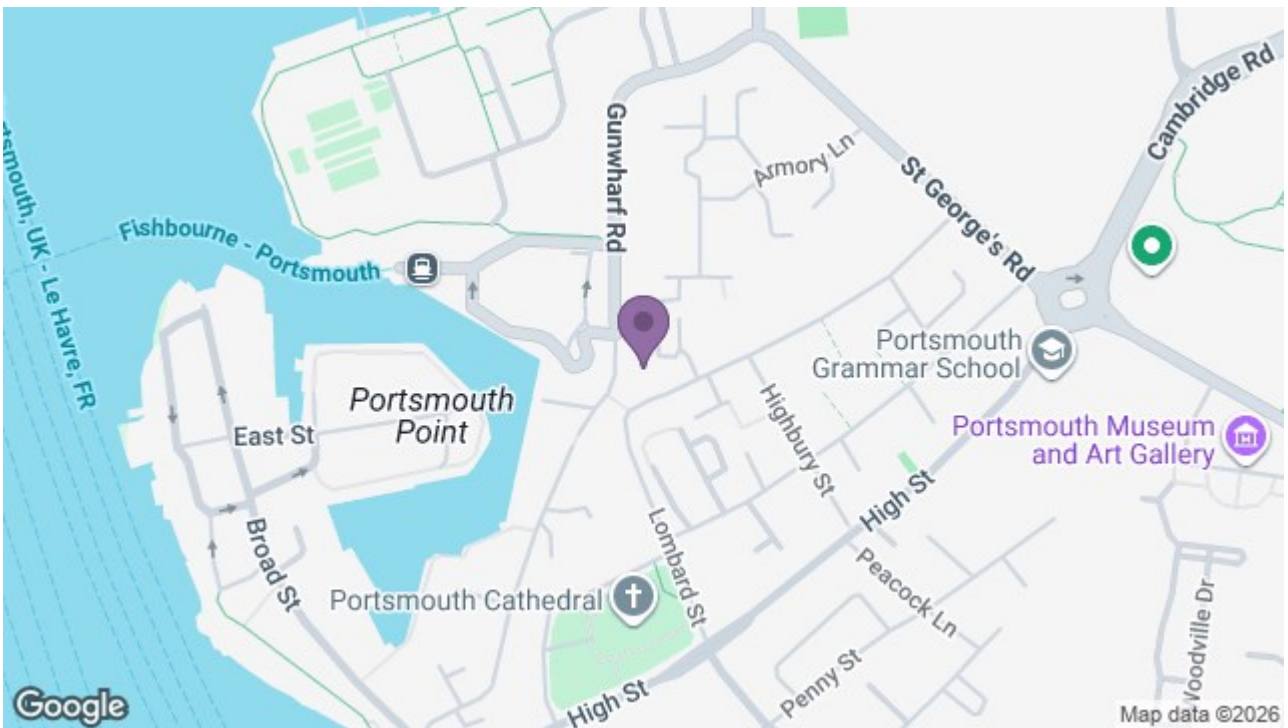 Cambridge Rd
Gunwharf Rd
Armory Ln
St George's Rd
rtsmouth, UK - Le Havre, FR
Fishbourne - Portsmouth
Portsmouth
Grammar School
Portsmouth
Point
East St
Highbury St
Portsmouth Museum
and Art Gallery
High St
Broad St
Lombard St
Peacock Ln
Portsmouth Cathedral
Woodville Dr
Penny St
High St
Google
Map data ©2026